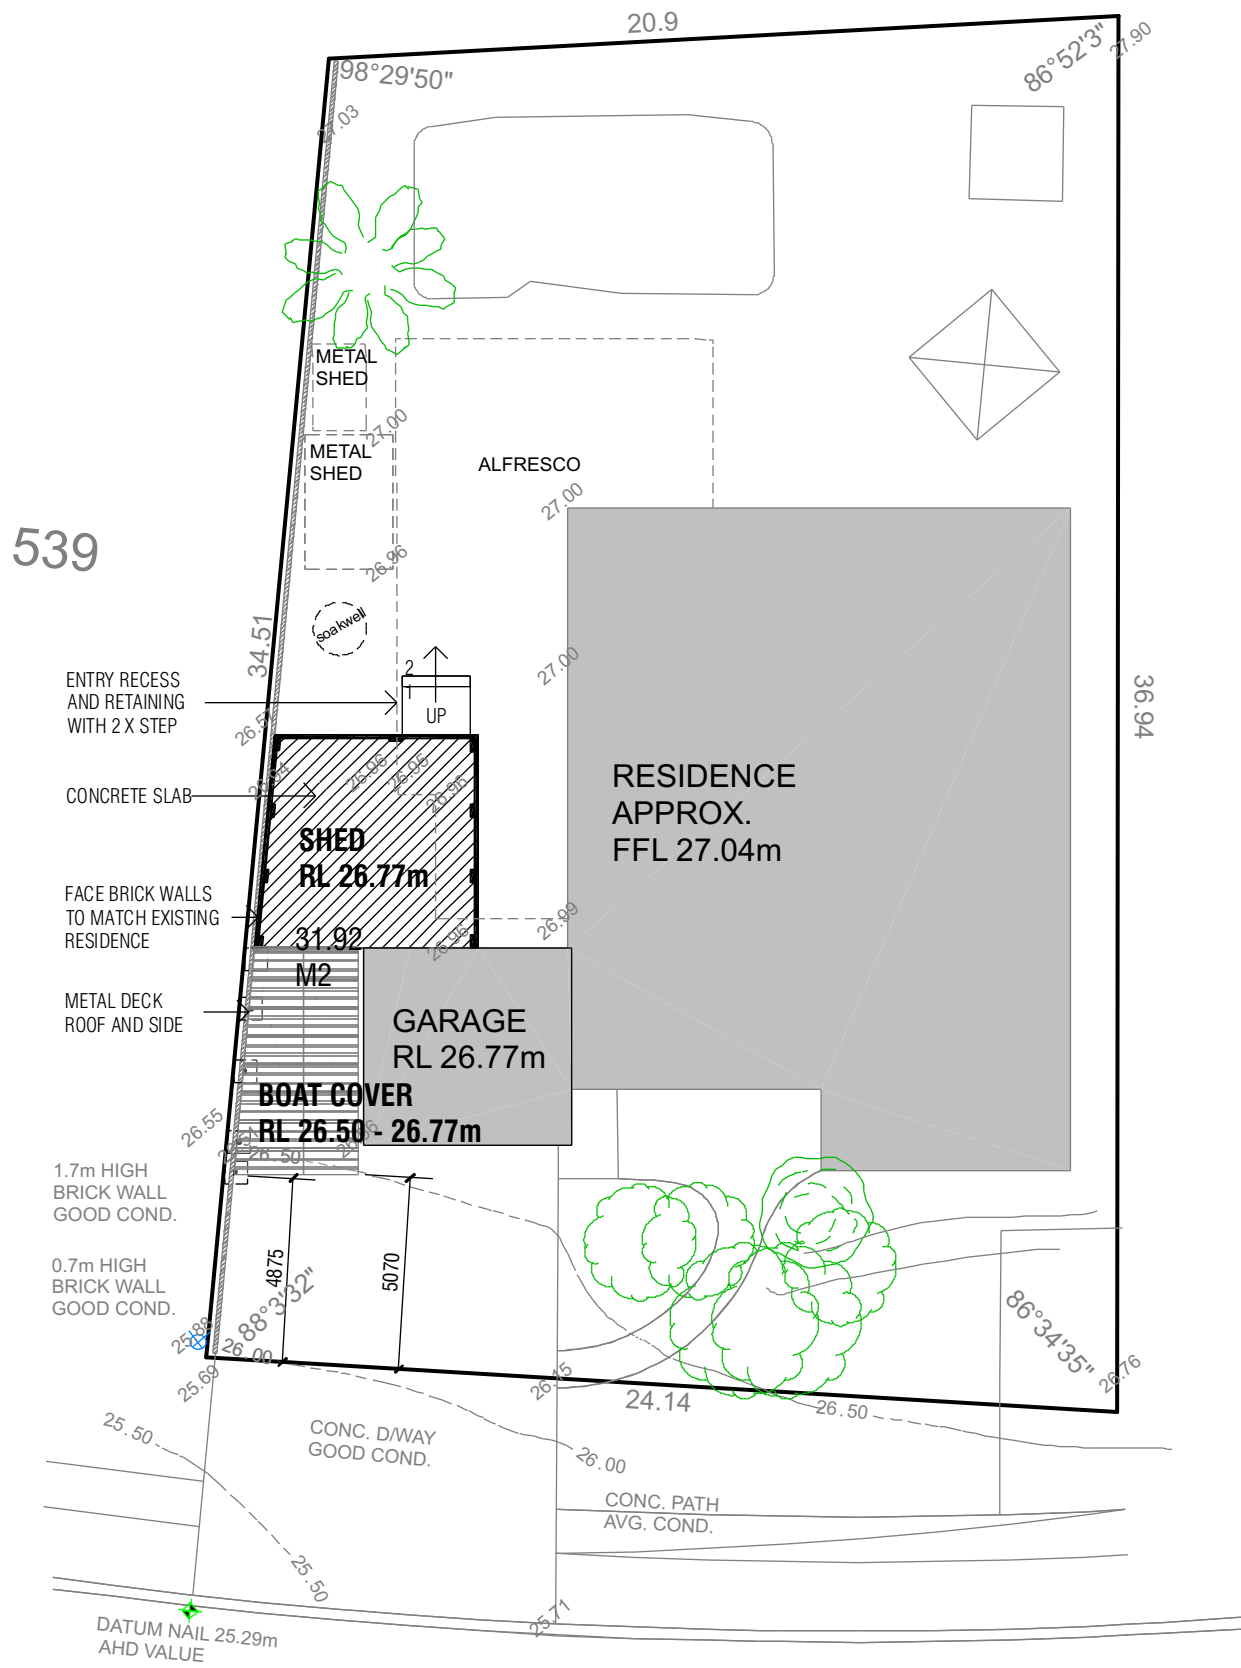 20.9
98°29'50"
86°52'3"
27.90
27.03
METAL
SHED
METAL
SHED
27.00
ALFRESCO
27.00
539
26.96
soakwell
34.51
27.00
ENTRY RECESS
AND RETAINING
WITH 2 X STEP
2
1
UP
36.94
26.96
26.95
26.96
CONCRETE SLAB
RESIDENCE
APPROX.
FFL 27.04m
SHED
RL 26.77m
FACE BRICK WALLS
TO MATCH EXISTING
RESIDENCE
31.92
M2
26.96
26.99
METAL DECK
ROOF AND SIDE
GARAGE
RL 26.77m
BOAT COVER
RL 26.50 - 26.77m
26.55
26.50
1.7m HIGH
BRICK WALL
GOOD COND.
0.7m HIGH
BRICK WALL
GOOD COND.
4875
5070
88°3'32"
86°34'35"
25.88
26.00
25.69
26.15
24.14
26.50
26.76
25.50
CONC. D/WAY
GOOD COND.
26.00
CONC. PATH
AVG. COND.
25.50
25.71
DATUM NAIL 25.29m
AHD VALUE